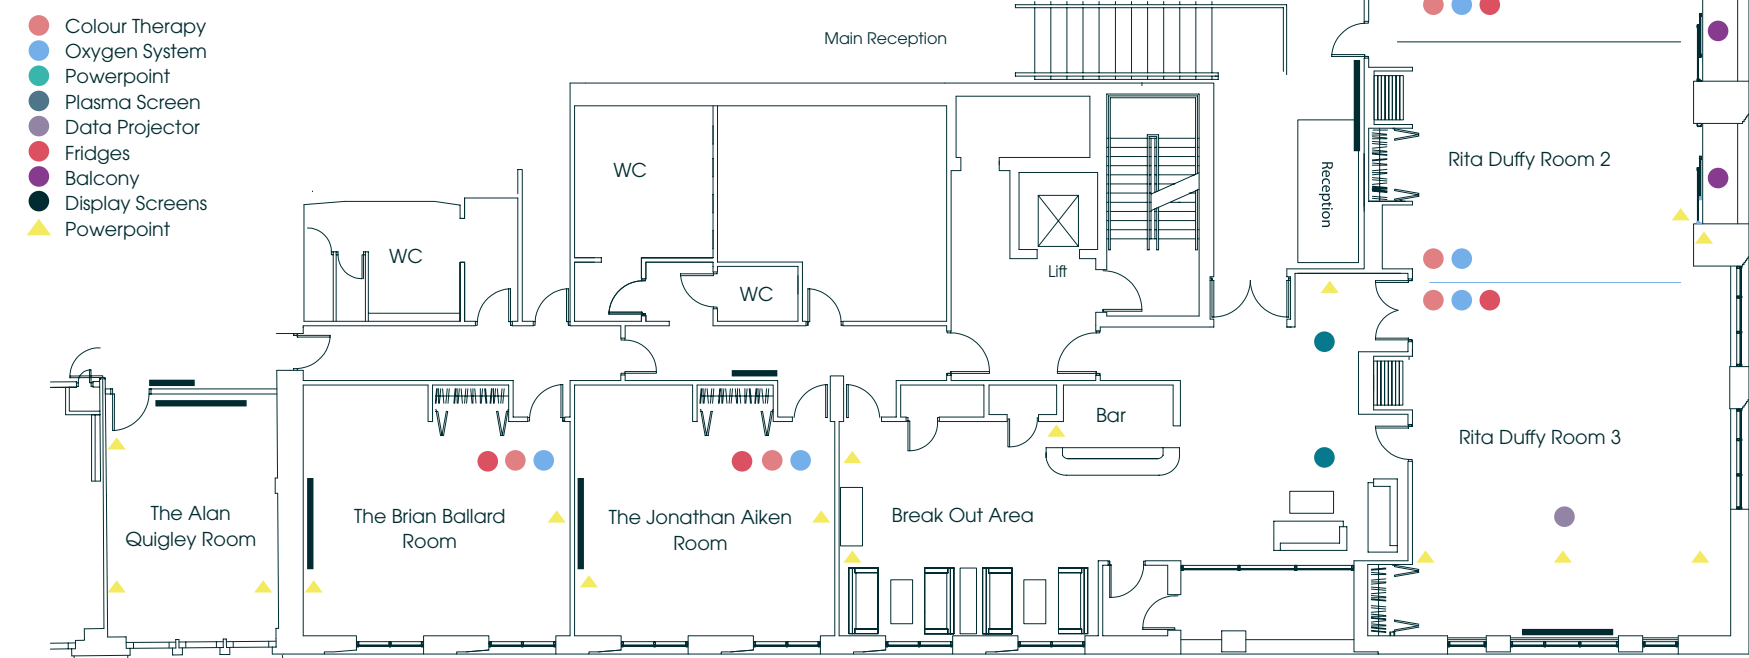 Colour Therapy
Oxygen System
Powerpoint
Plasma Screen
Data Projector
Fridges
Balcony
Display Screens
Powerpoint
Main Reception
WC
WC
WC
Lift
Reception
Rita Duffy Room 2
Rita Duffy Room 3
Bar
The Alan
Quigley Room
The Brian Ballard
Room
The Jonathan Aiken
Room
Break Out Area